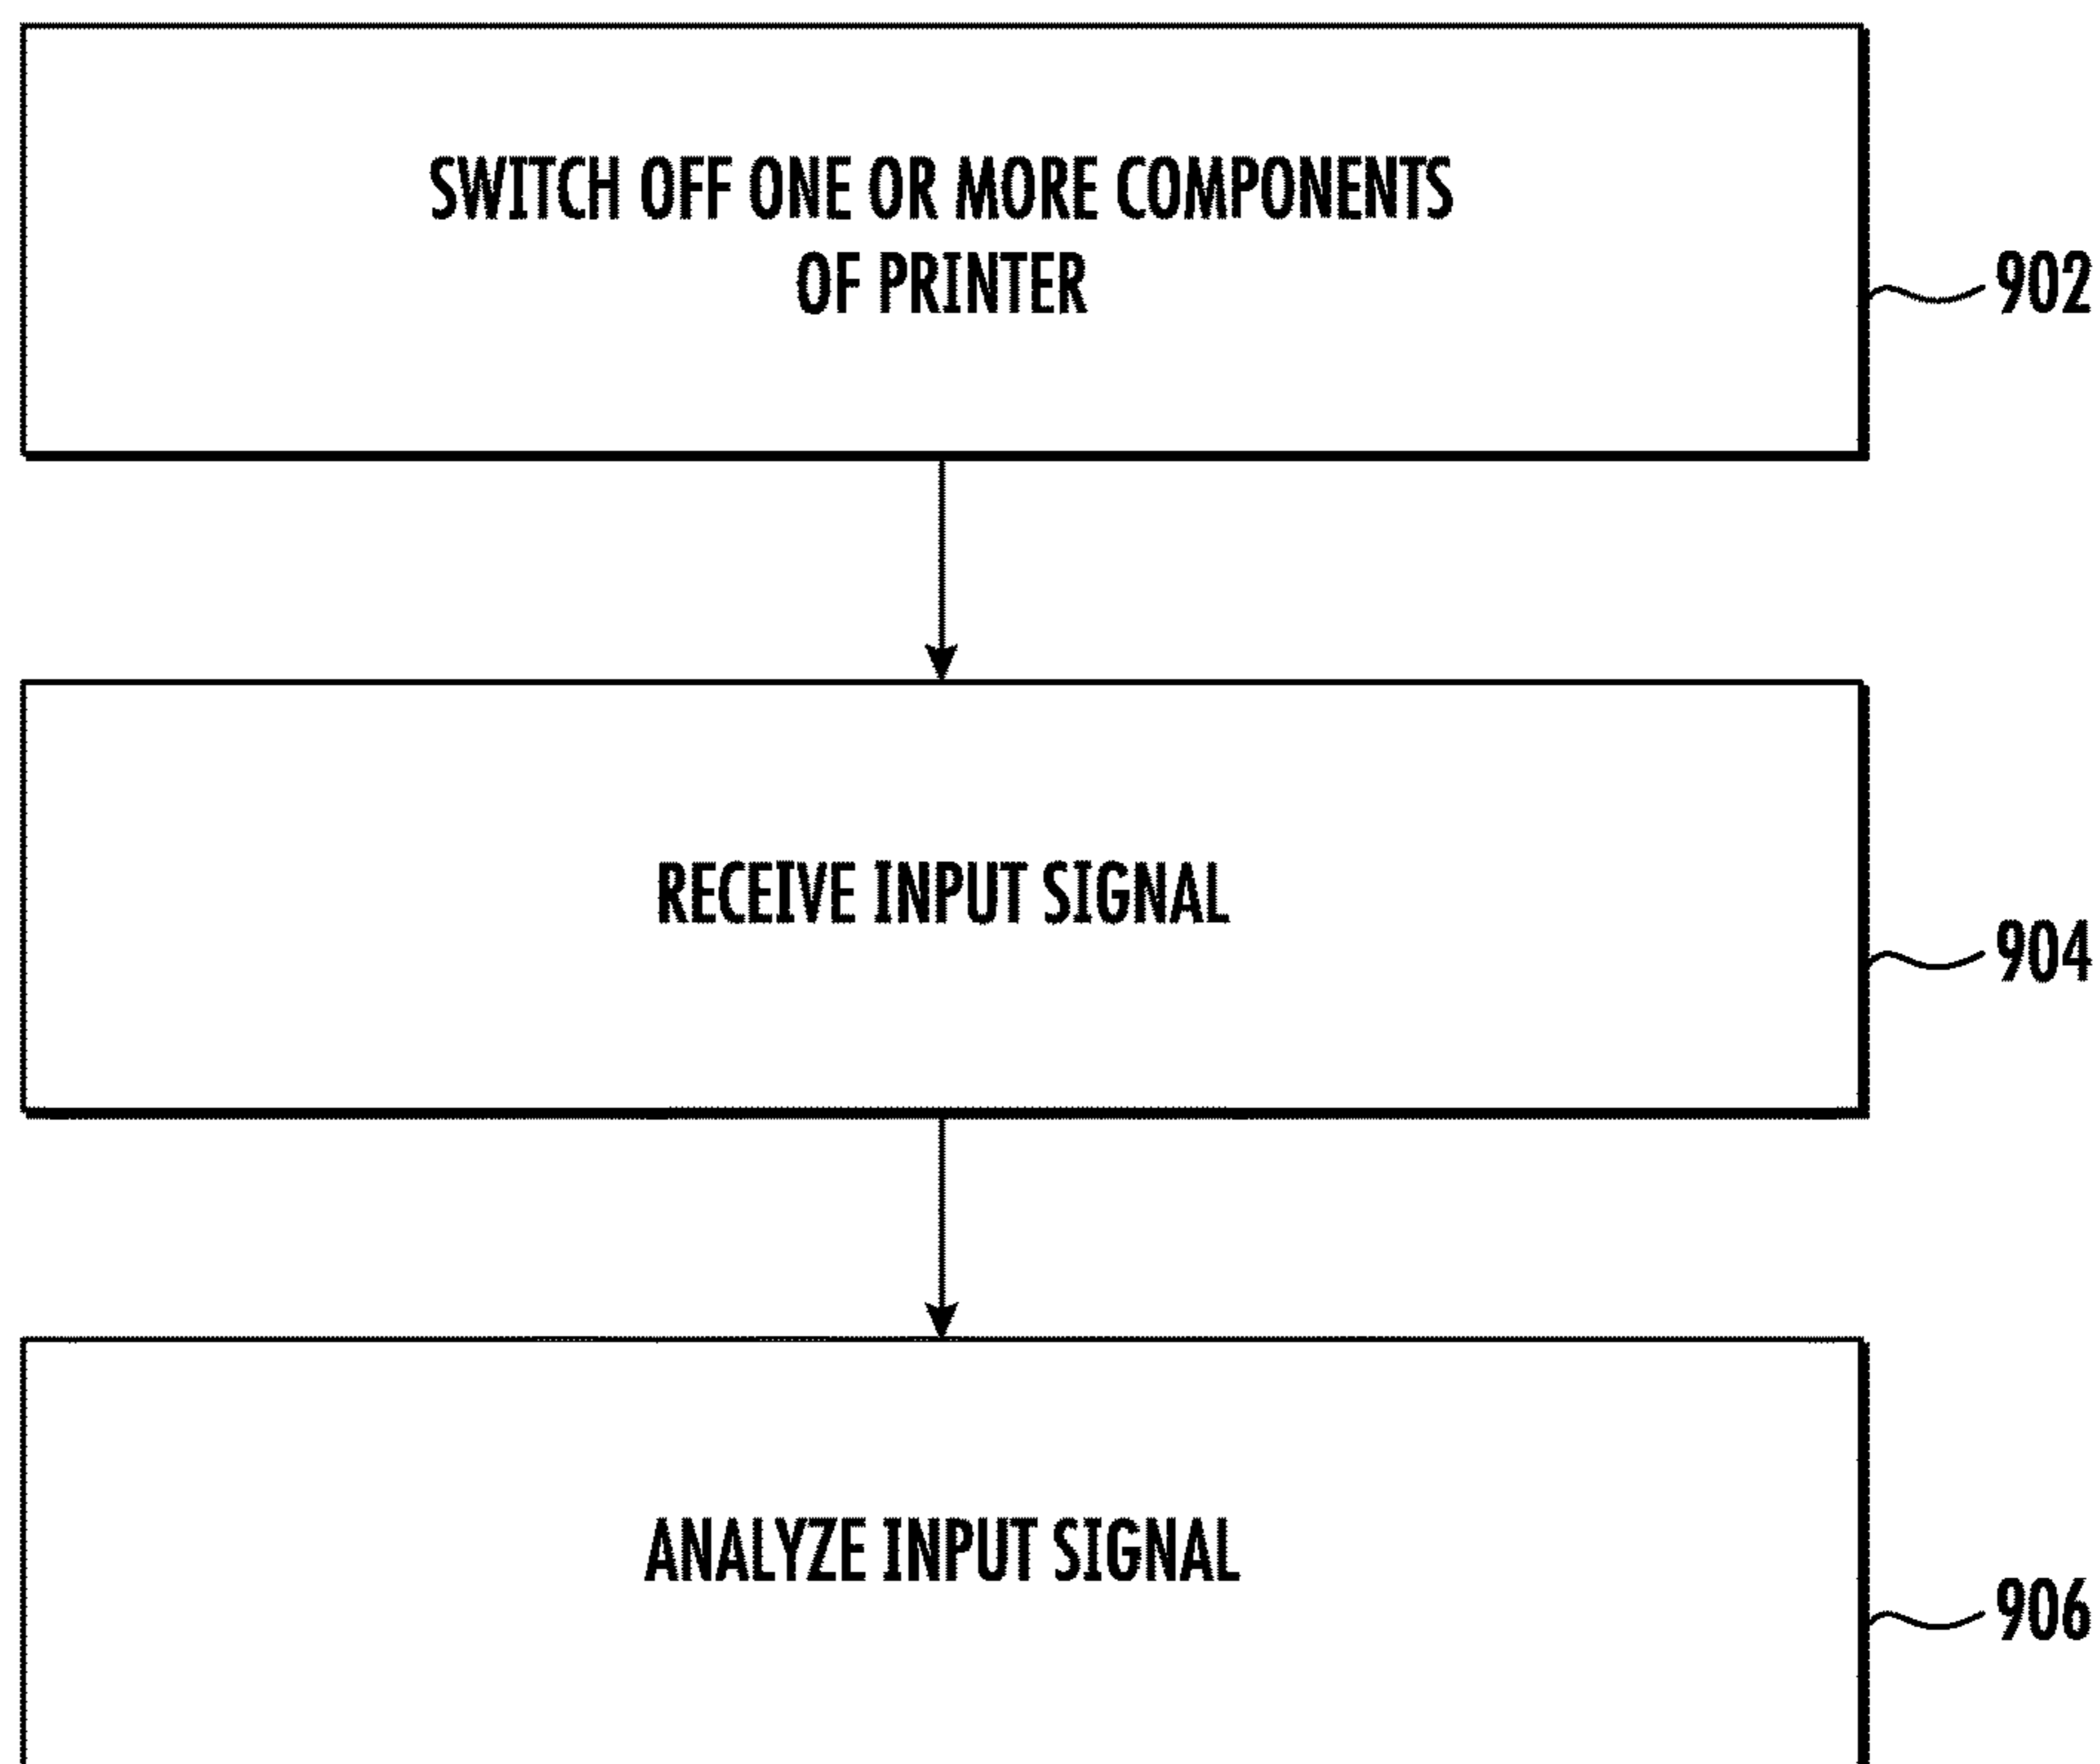 SWITCH OFF ONE OR MORE COMPONENTS
OF PRINTER
902
RECEIVE INPUT SIGNAL
904
ANALYZE INPUT SIGNAL
906